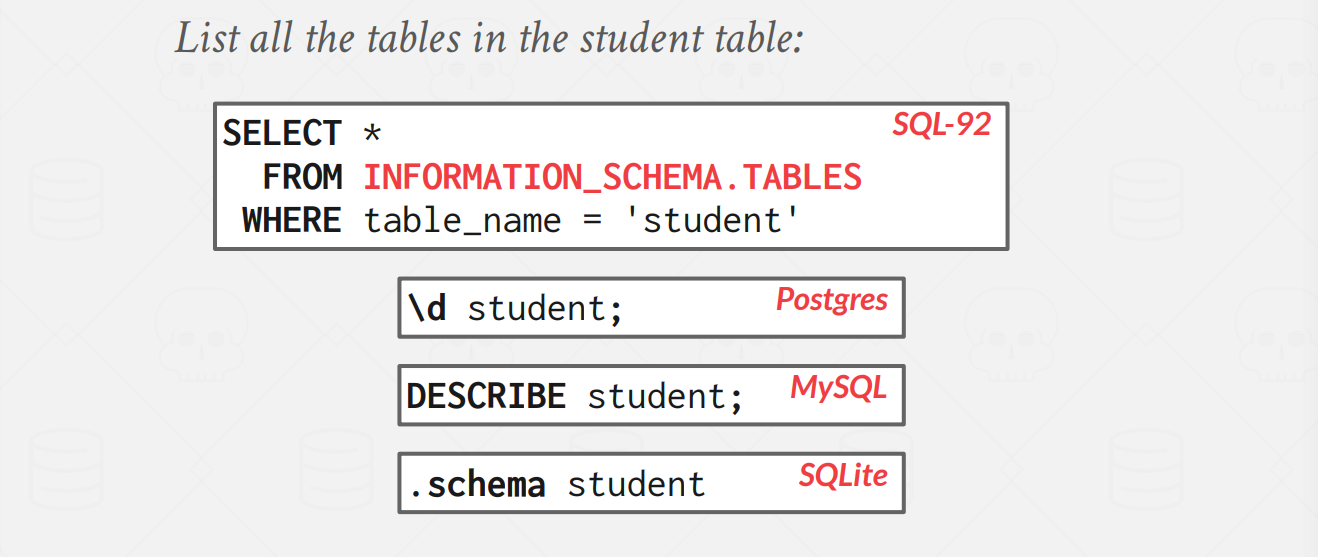 List all the tables in the student table:
SELECT * SQL-92
FROM INFORMATION_SCHEMA.TABLES
WHERE table_name = 'student'
\d student; Postgres
DESCRIBE student; MySQL
.schema student SQLite